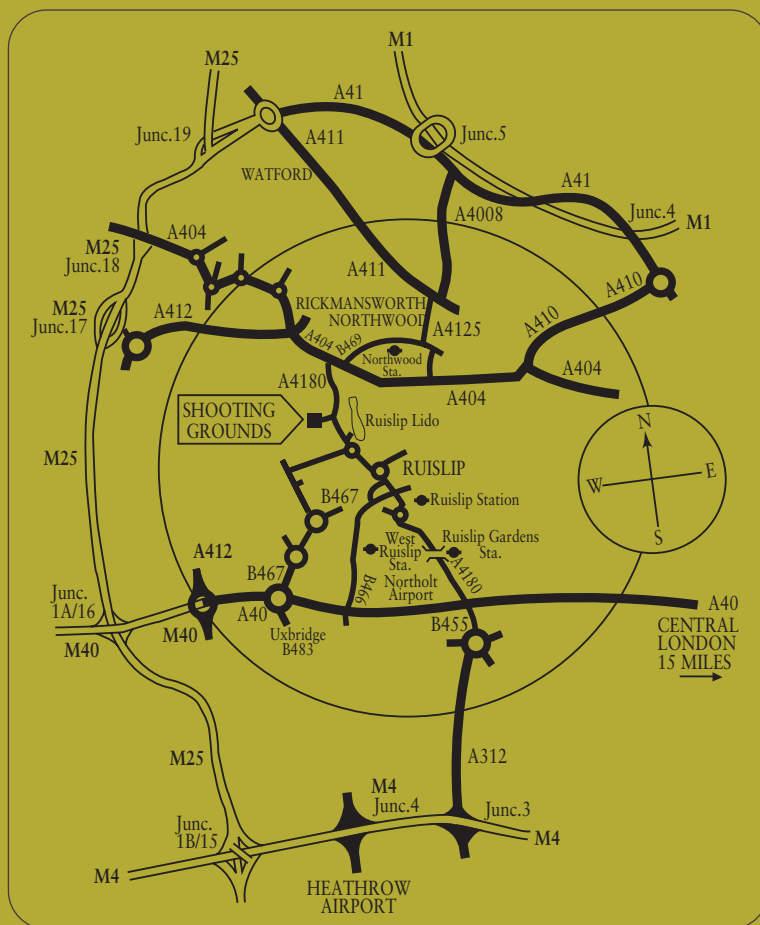 M1
M25
A41
Junc.19
A411
Junc.5
WATFORD
A41
A4008
Junc.4
M1
A404
M25
Junc.18
A411
A410
M25
Junc.17
A412
RICKMANSWORTH
NORTHWOOD
A4125
A410
A404
B469
Northwood
Sta.
A4180
A404
A404
SHOOTING
GROUNDS
Ruislip Lido
N
W
E
S
M25
RUISLIP
B467
Ruislip Station
A412
West
Ruislip
Sta.
Ruislip Gardens
Sta.
Northolt
Airport
A4180
B466
Junc.
1A/16
B467
A40
M40
M40
Uxbridge
B483
B455
A40
CENTRAL
LONDON
15 MILES
M25
A312
M4
Junc.4
Junc.3
Junc.
1B/15
M4
M4
HEATHROW
AIRPORT